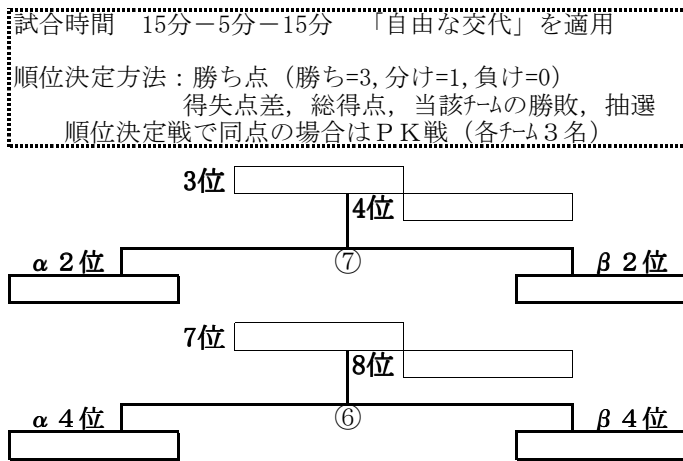 試合時間　15分－5分－15分　「自由な交代」を適用
順位決定方法：勝ち点（勝ち=3,分け=1,負け=0）
得失点差，総得点，当該ﾁｰﾑの勝敗，抽選
順位決定戦で同点の場合はＰＫ戦（各ﾁｰﾑ３名）
3位
4位
α２位　⑦　β２位
7位
8位
α４位　⑥　β４位